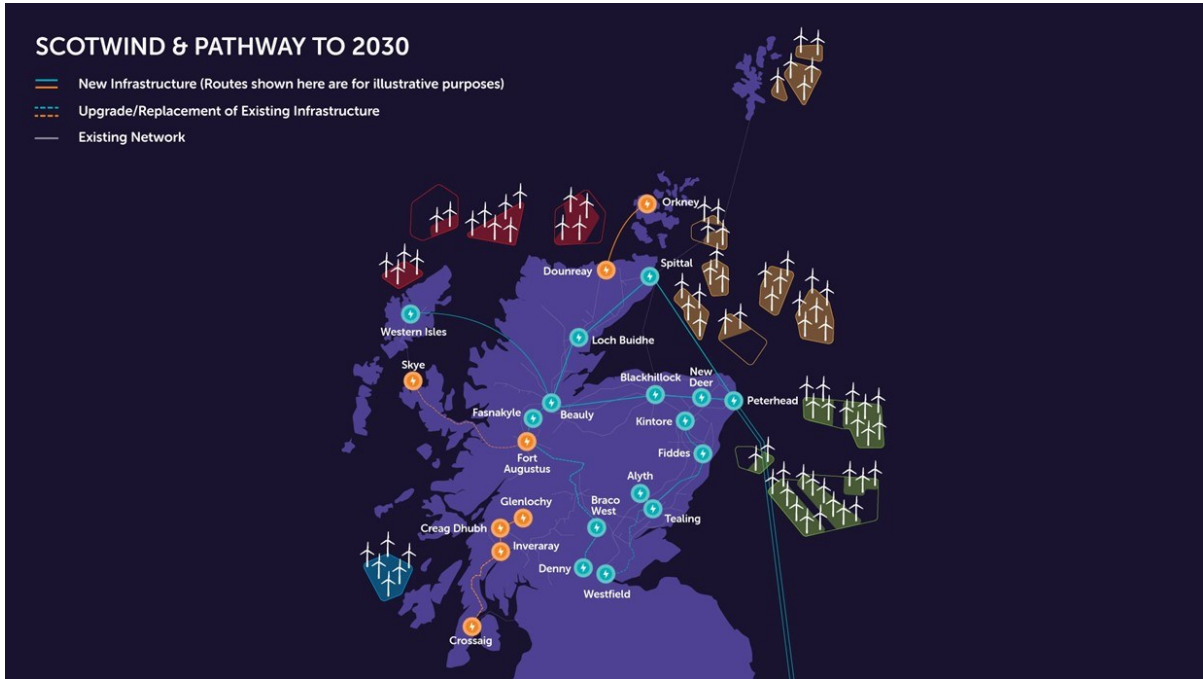 SCOTWIND & PATHWAY TO 2030
New Infrastructure (Routes shown here are for illustrative purposes)
Upgrade/Replacement of Existing Infrastructure
Existing Network
Orkney
Dounreay
Spittal
Western Isles
Loch Buidhe
Skye
Blackhillock
New
Deer
Peterhead
Fasnakyle
Beauly
Kintore
Fort
Augustus
Fiddes
Alyth
Glenlochy
Braco
West
Tealing
Creag Dhubh
Inveraray
Denny
Westfield
Crossaig